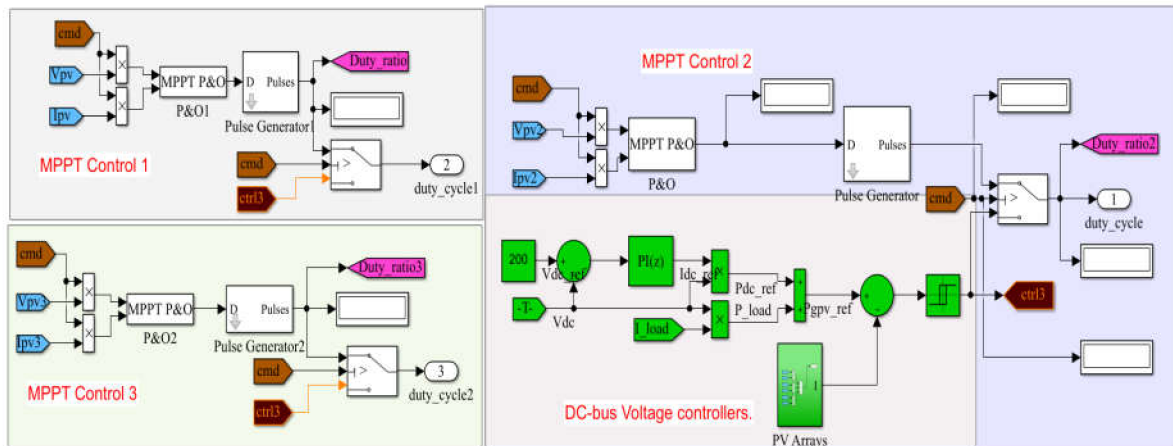 cmd
Vpv
Ipv
×
×
MPPT P&O
P&O1
D Pulses
Pulse Generator1
Duty_ratio
cmd
ctrl3
>
2
duty_cycle1
MPPT Control 1
MPPT Control 2
cmd
Vpv2
Ipv2
×
×
MPPT P&O
P&O
D Pulses
Pulse Generator
cmd
>
Duty_ratio2
1
duty_cycle
cmd
Vpv3
Ipv3
×
×
MPPT P&O
P&O2
D Pulses
Pulse Generator2
Duty_ratio3
cmd
ctrl3
>
3
duty_cycle2
MPPT Control 3
200
Vdc_ref
+
-T-
Vdc
PI(z)
Idc_ref
×
×
I_load
Pdc_ref
P_load
+
+
Pgpv_ref
+
ctrl3
PV Arrays
DC-bus Voltage controllers.